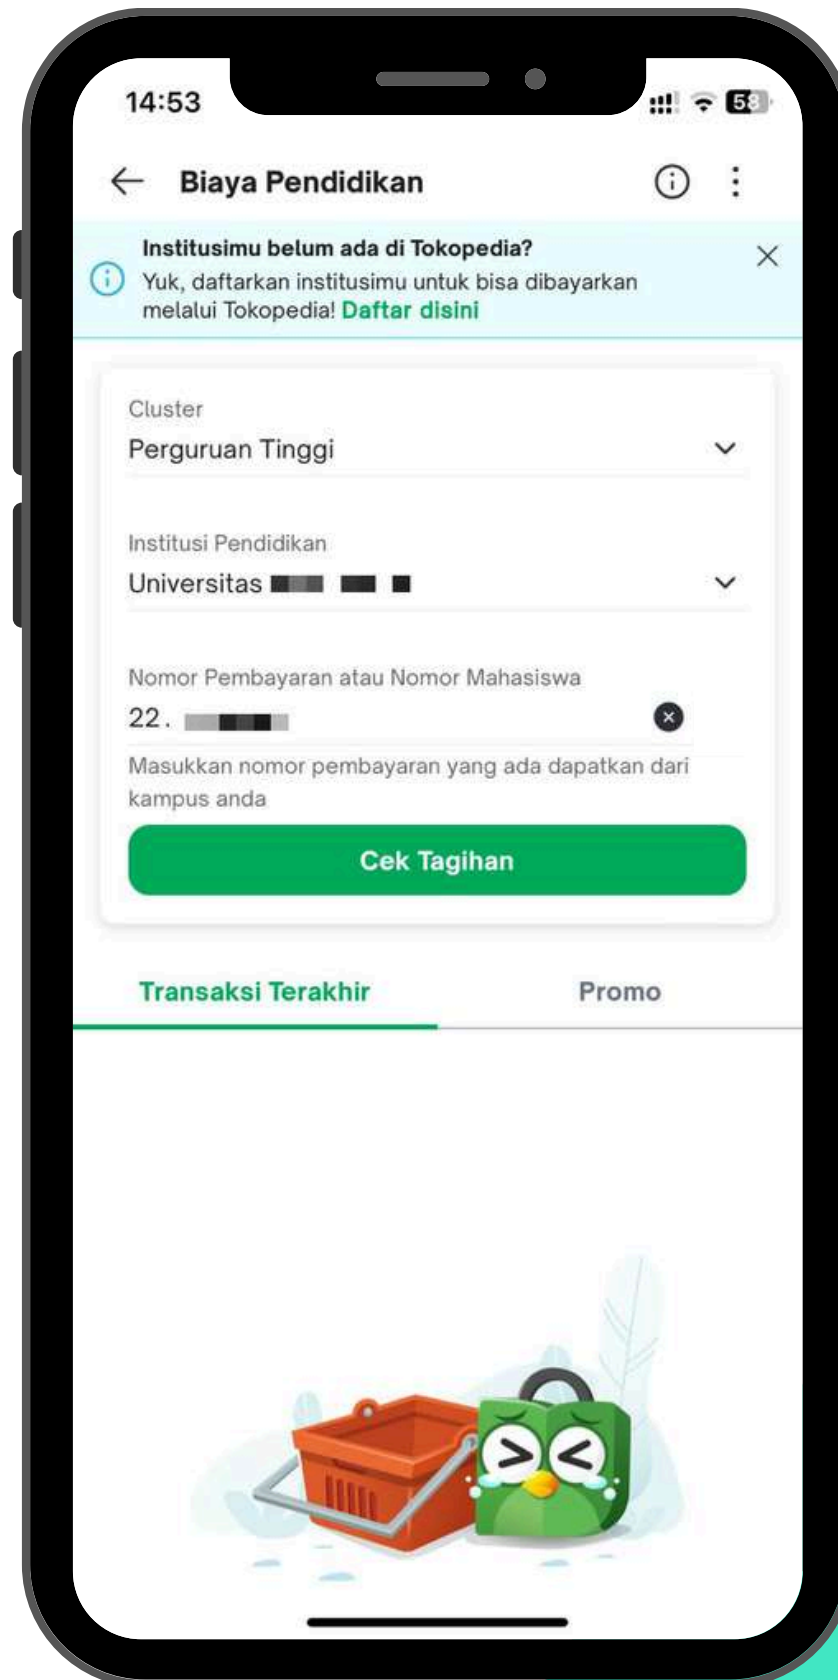 14:53
58
Biaya Pendidikan
Institusimu belum ada di Tokopedia?
Yuk, daftarkan institusimu untuk bisa dibayarkan
melalui Tokopedia! Daftar disini
Cluster
Perguruan Tinggi
Institusi Pendidikan
Universitas
Nomor Pembayaran atau Nomor Mahasiswa
22.
Masukkan nomor pembayaran yang ada dapatkan dari
kampus anda
Cek Tagihan
Transaksi Terakhir
Promo